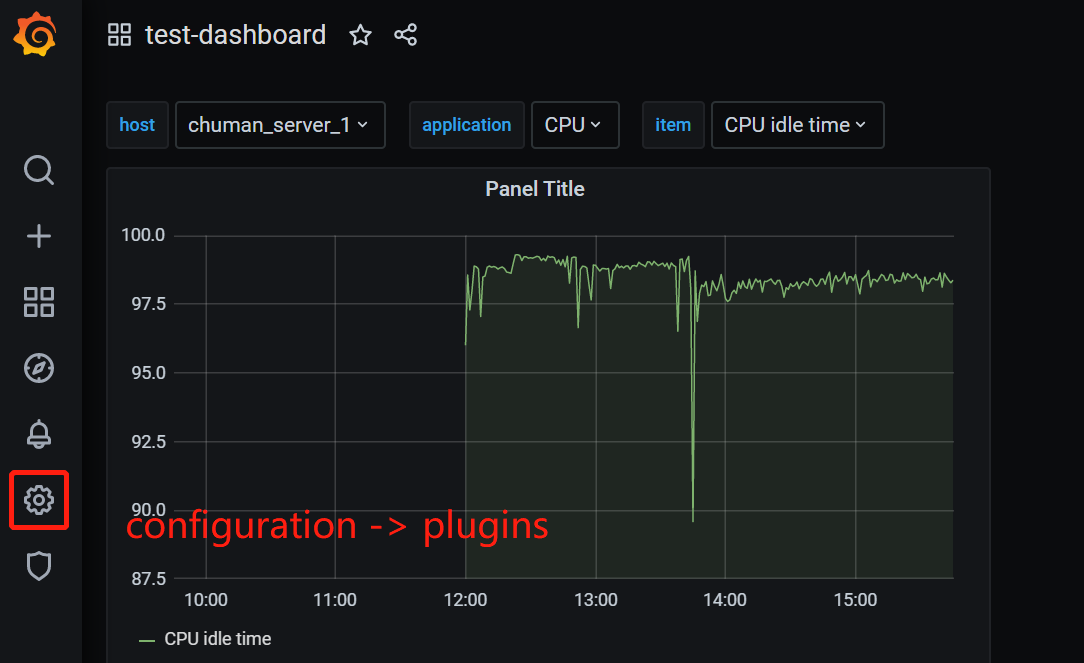 test-dashboard
host chuman_server_1 application CPU item CPU idle time
Panel Title
100.0
97.5
95.0
92.5
90.0
configuration -> plugins
87.5
10:00 11:00 12:00 13:00 14:00 15:00
CPU idle time